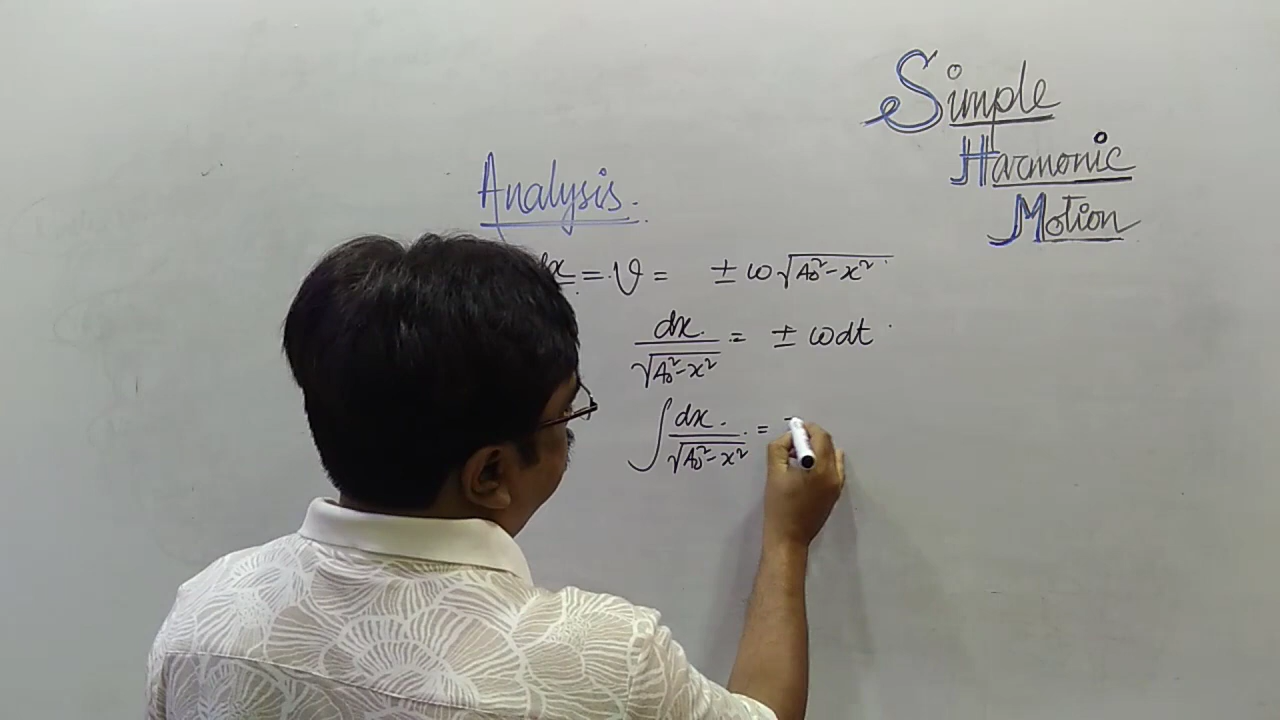 Simple
Harmonic
Motion
Analysis.
dx = v = ± ω√A₀²-x²
dx/√A₀²-x² = ± ωdt
∫dx/√A₀²-x² =